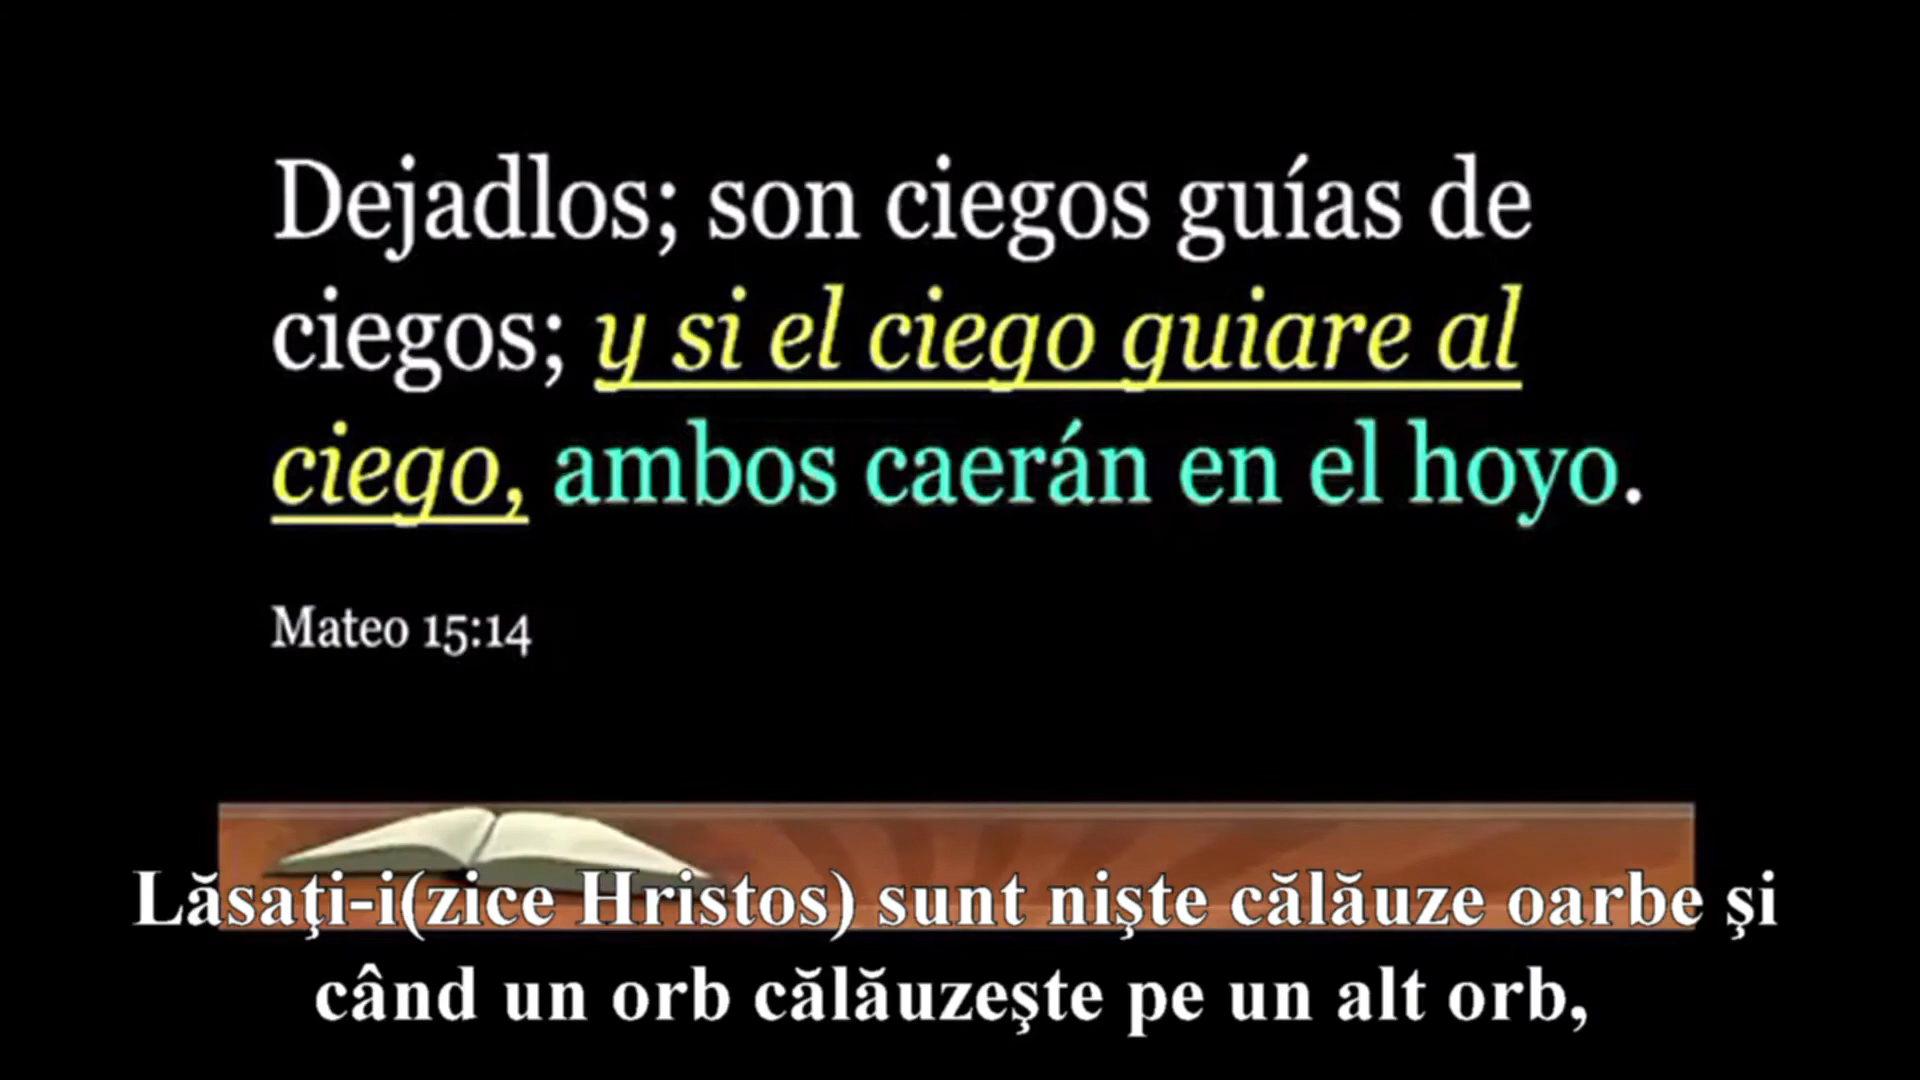 Dejadlos; son ciegos guías de
ciegos; y si el ciego guiare al
ciego, ambos caerán en el hoyo.
Mateo 15:14
Lăsaţi-i(zice Hristos) sunt nişte călăuze oarbe şi
când un orb călăuzeşte pe un alt orb,